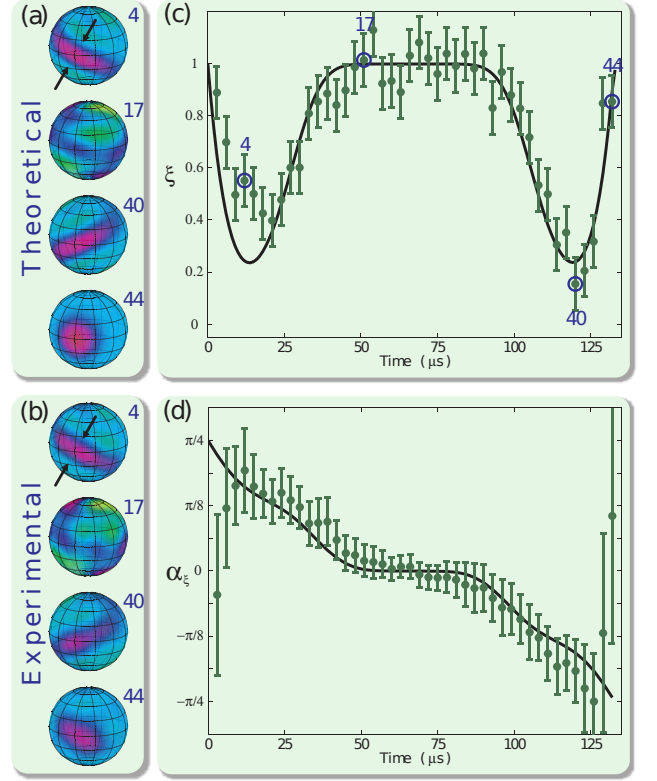 (a)
4
17
40
44
Theoretical
(c)
17
44
4
40
1
0.8
0.6
0.4
0.2
0
ξ
0 25 50 75 100 125
Time (μs)
(b)
4
17
40
44
Experimental
(d)
π/4
π/8
0
−π/8
−π/4
αξ
0 25 50 75 100 125
Time (μs)